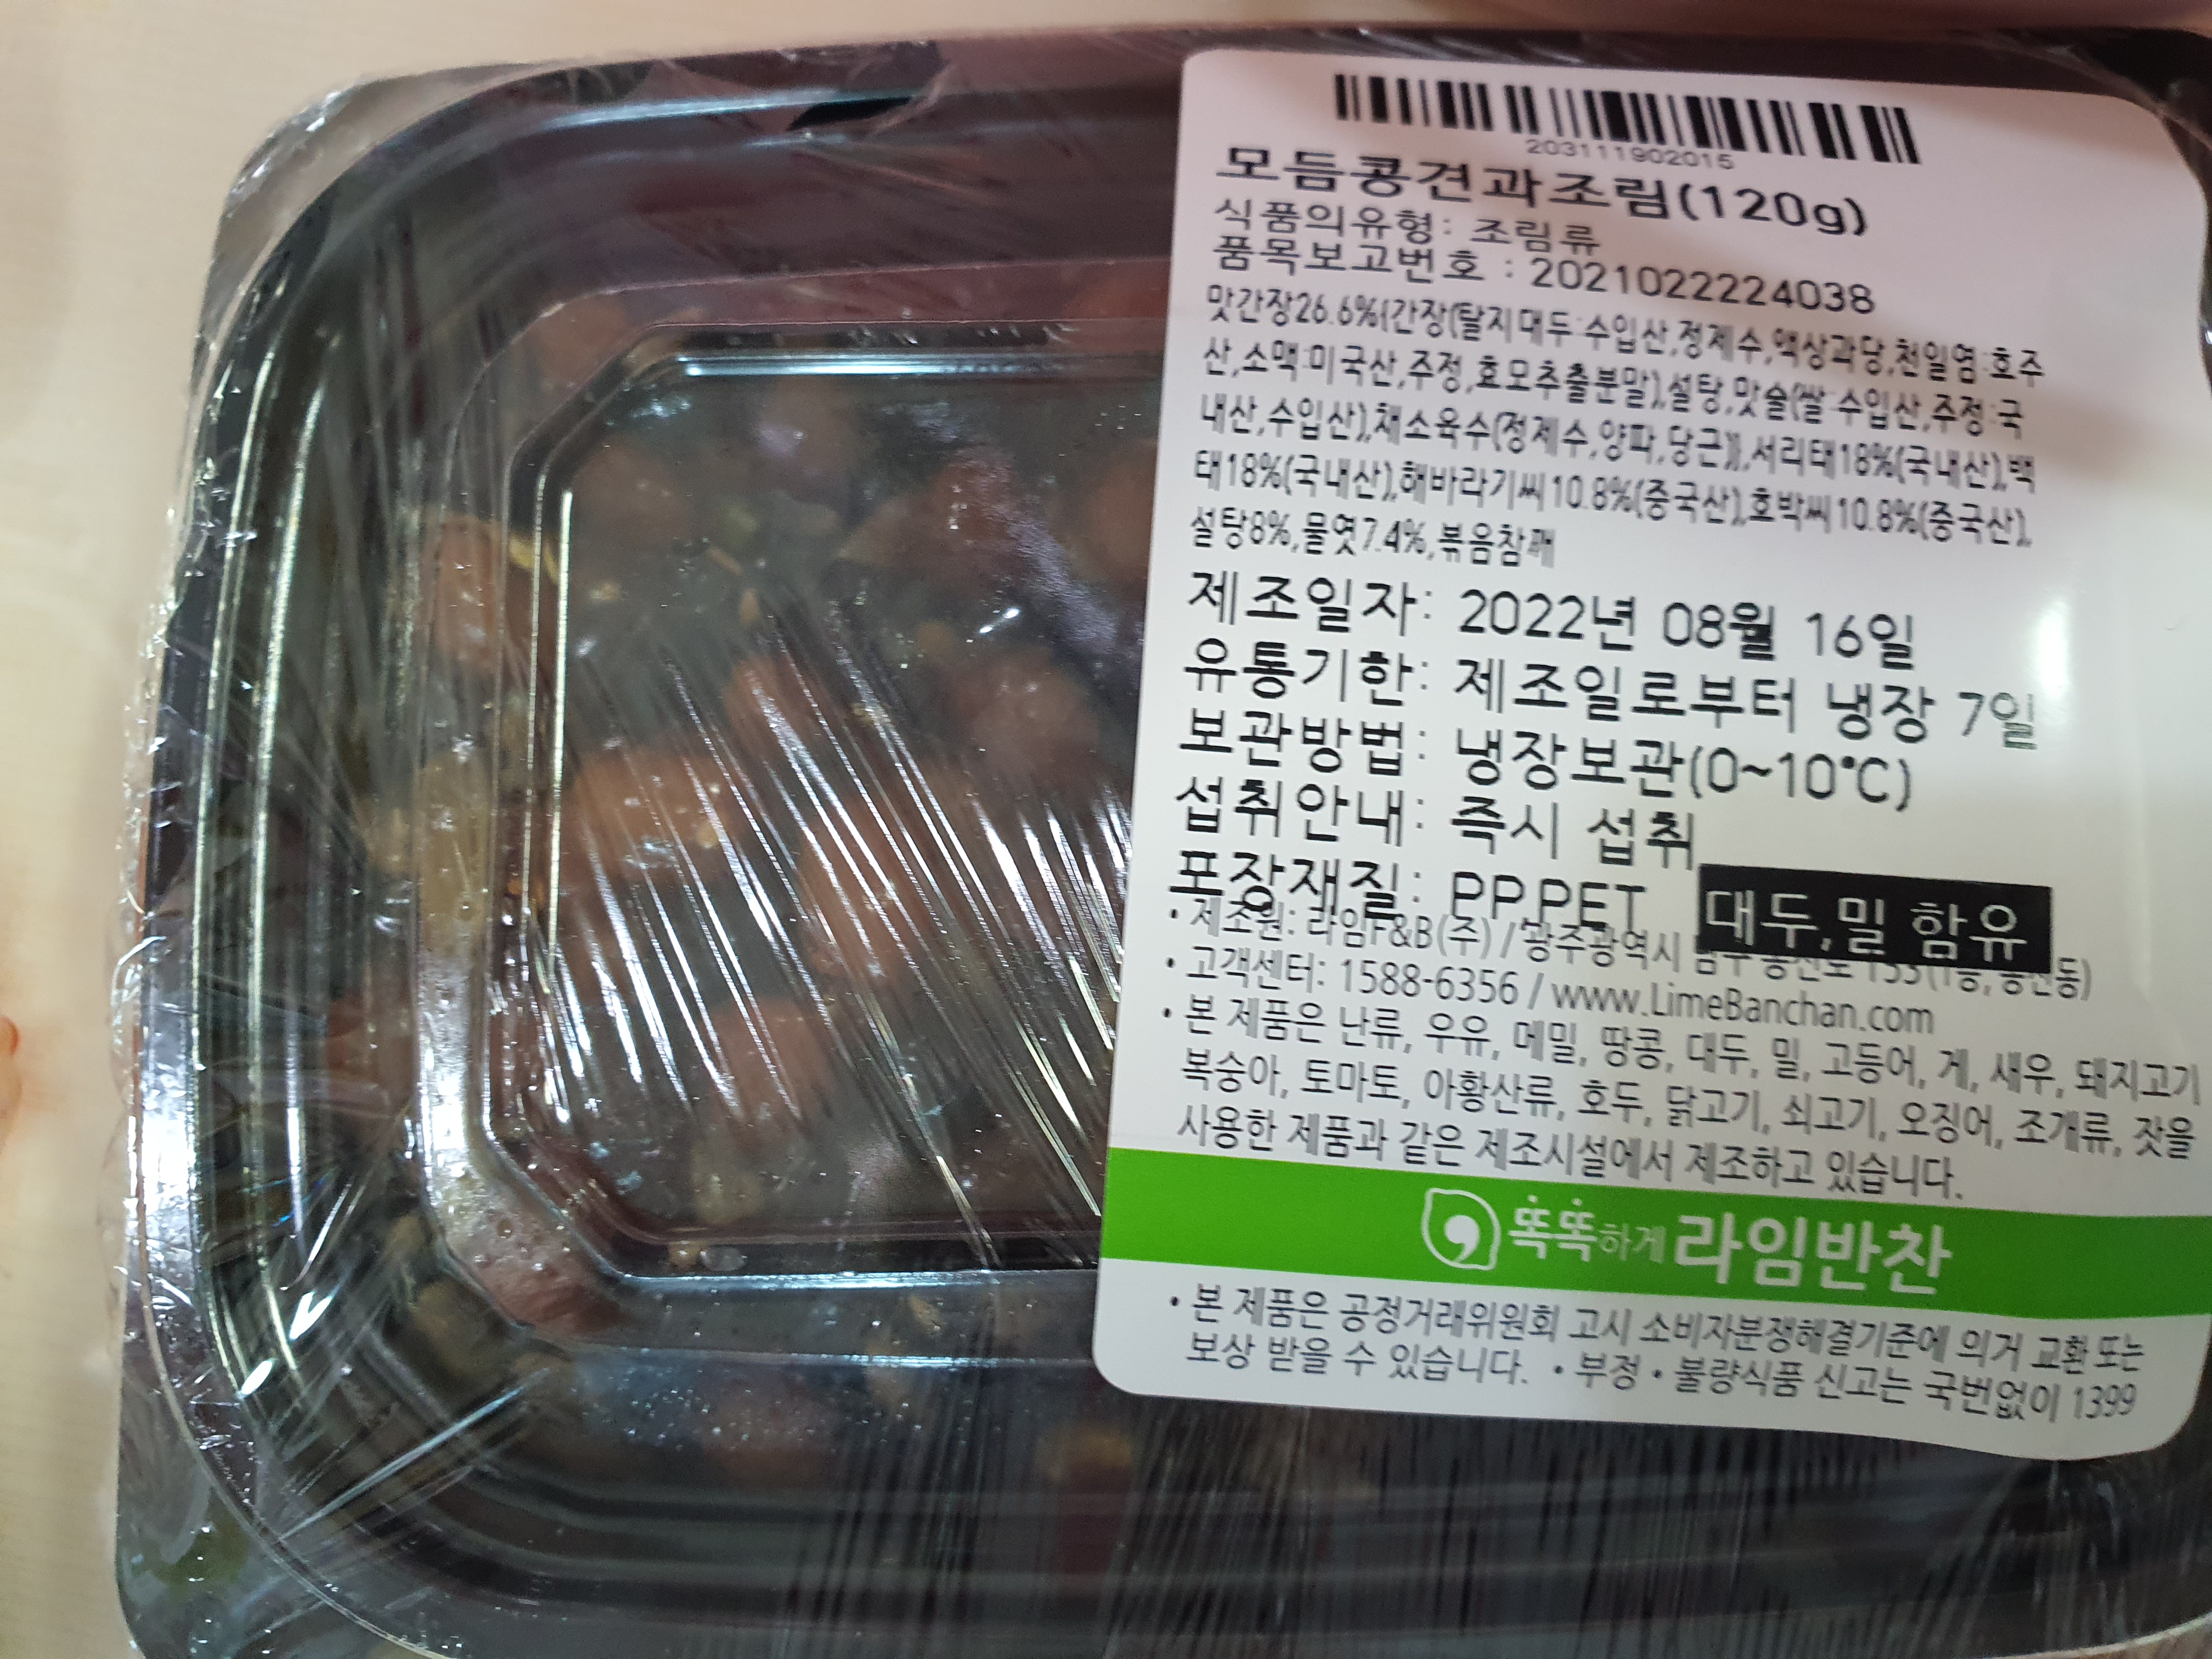 203111902015
모듬콩견과조림(120g)
식품의유형: 조림류
품목보고번호 : 2021022224038
맛간장26.6%{간장(탈지대두:수입산,정제수,액상과당,천일염:호주
산,소맥:미국산,주정,효모추출분말),설탕,맛술(쌀:수입산,주정:국
내산,수입산),채소육수(정제수,양파,당근)},서리태18%(국내산),백
태18%(국내산),해바라기씨10.8%(중국산),호박씨10.8%(중국산),
설탕8%,물엿7.4%,볶음참깨
제조일자: 2022년 08월 16일
유통기한: 제조일로부터 냉장 7일
보관방법: 냉장보관(0~10℃)
섭취안내: 즉시 섭취
포장재질: PP,PET 대두,밀 함유
• 제조원: 라임F&B(주) / 광주광역시
• 고객센터: 1588-6356 / www.LimeBanchan.com
• 본 제품은 난류, 우유, 메밀, 땅콩, 대두, 밀, 고등어, 게, 새우, 돼지고기
복숭아, 토마토, 아황산류, 호두, 닭고기, 쇠고기, 오징어, 조개류, 잣을
사용한 제품과 같은 제조시설에서 제조하고 있습니다.
똑똑하게 라임반찬
• 본 제품은 공정거래위원회 고시 소비자분쟁해결기준에 의거 교환 또는
보상 받을 수 있습니다. • 부정 • 불량식품 신고는 국번없이 1399